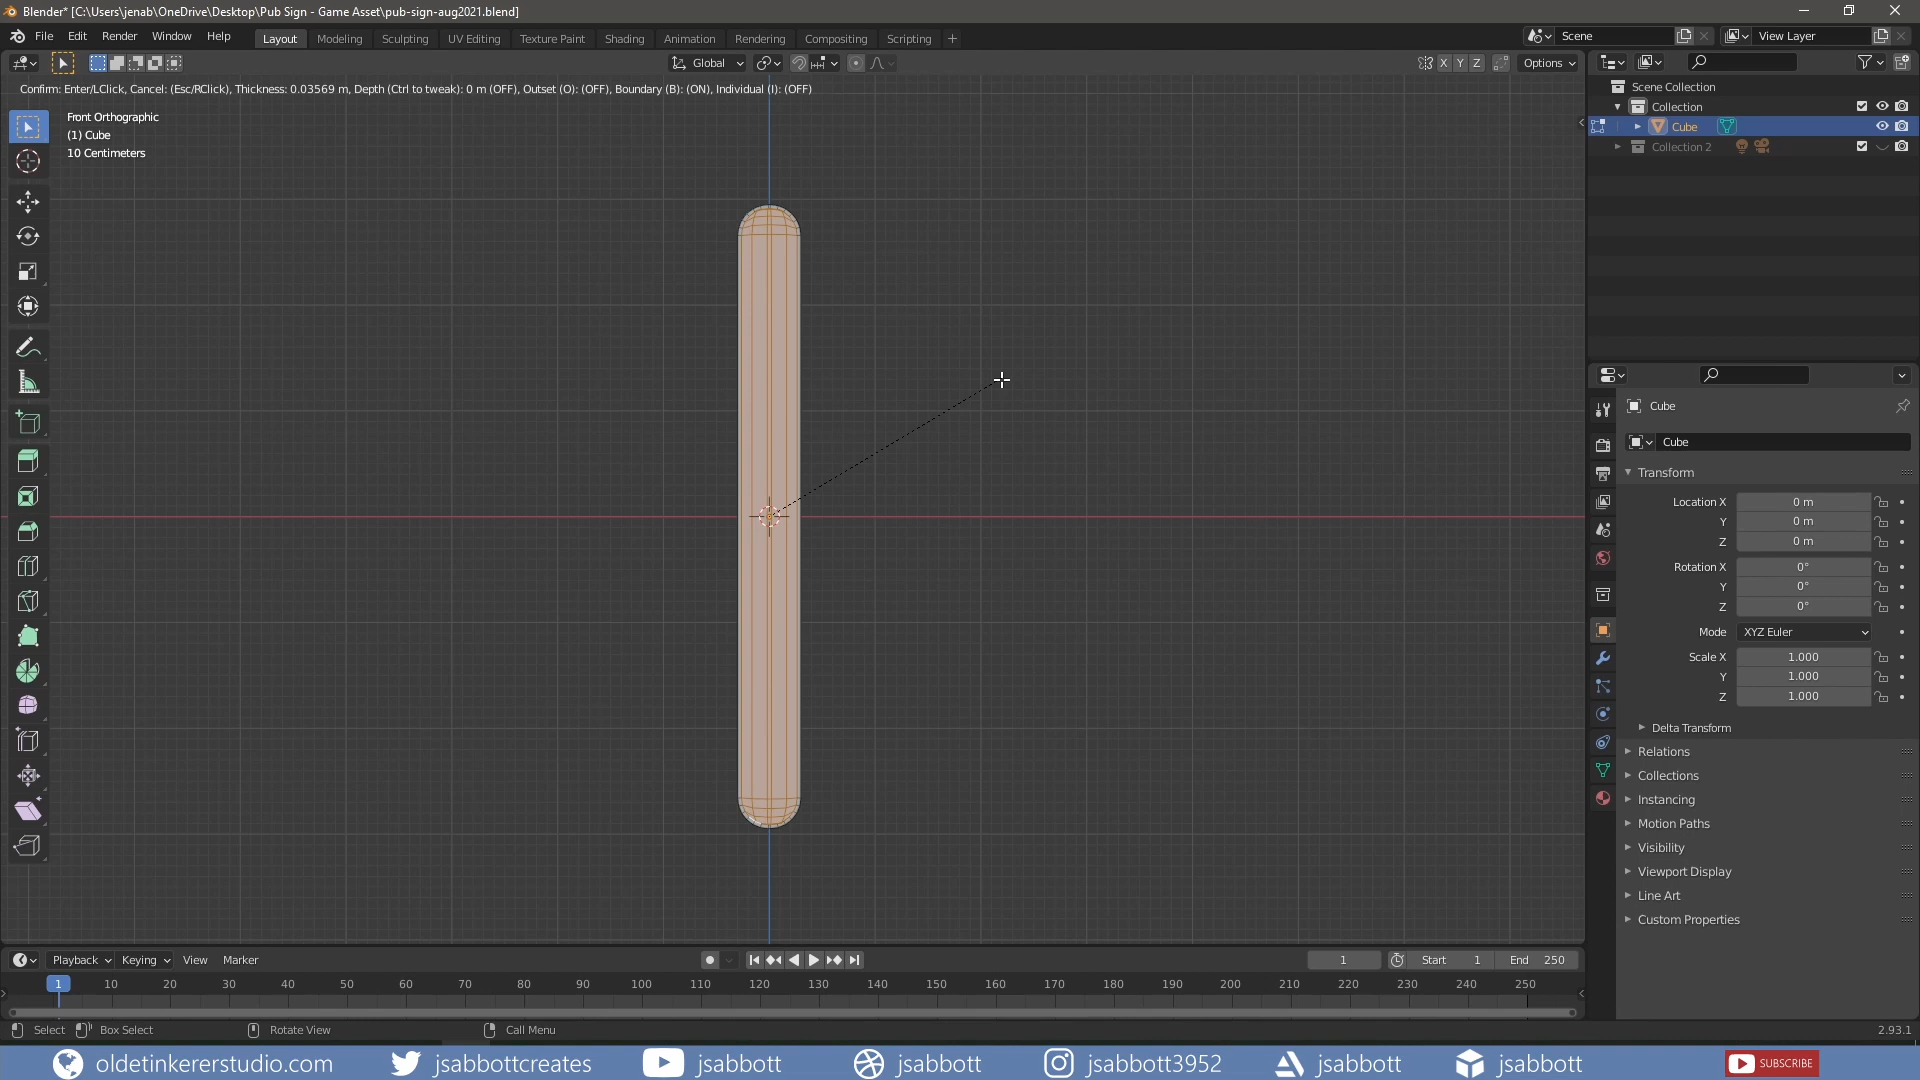 Blender* [C:\Users\jenab\OneDrive\Desktop\Pub Sign - Game Asset\pub-sign-aug2021.blend]
File Edit Render Window Help Layout Modeling Sculpting UV Editing Texture Paint Shading Animation Rendering Compositing Scripting Scene View Layer
Global X Y Z Options
Confirm: Enter/LClick, Cancel: (Esc/RClick), Thickness: 0.03569 m, Depth (Ctrl to tweak): 0 m (OFF), Outset (O): (OFF), Boundary (B): (ON), Individual (I): (OFF)
Front Orthographic
(1) Cube
10 Centimeters
Scene Collection
Collection
Cube
Collection 2
Cube
Cube
Transform
Location X 0 m
Y 0 m
Z 0 m
Rotation X 0°
Y 0°
Z 0°
Mode XYZ Euler
Scale X 1.000
Y 1.000
Z 1.000
Delta Transform
Relations
Collections
Instancing
Motion Paths
Visibility
Viewport Display
Line Art
Custom Properties
Playback Keying View Marker 1 Start 1 End 250
1 10 20 30 40 50 60 70 80 90 100 110 120 130 140 150 160 170 180 190 200 210 220 230 240 250
Select Box Select Rotate View Call Menu 2.93.1
oldetinkererstudio.com jsabbottcreates jsabbott jsabbott jsabbott3952 jsabbott jsabbott SUBSCRIBE